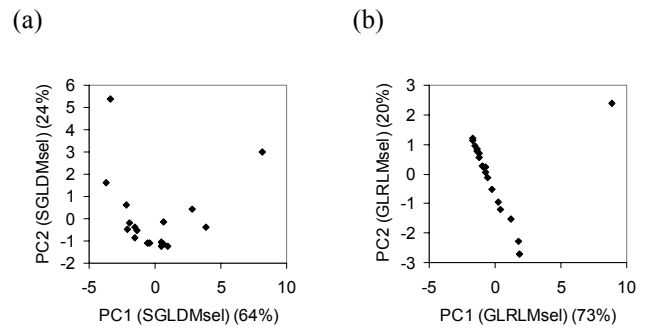 (a)
(b)
PC2 (SGLDMsel) (24%)
6
5
4
3
2
1
0
-1
-2
-5 0 5 10
PC1 (SGLDMsel) (64%)
PC2 (GLRLMsel) (20%)
3
2
1
0
-1
-2
-3
-5 0 5 10
PC1 (GLRLMsel) (73%)